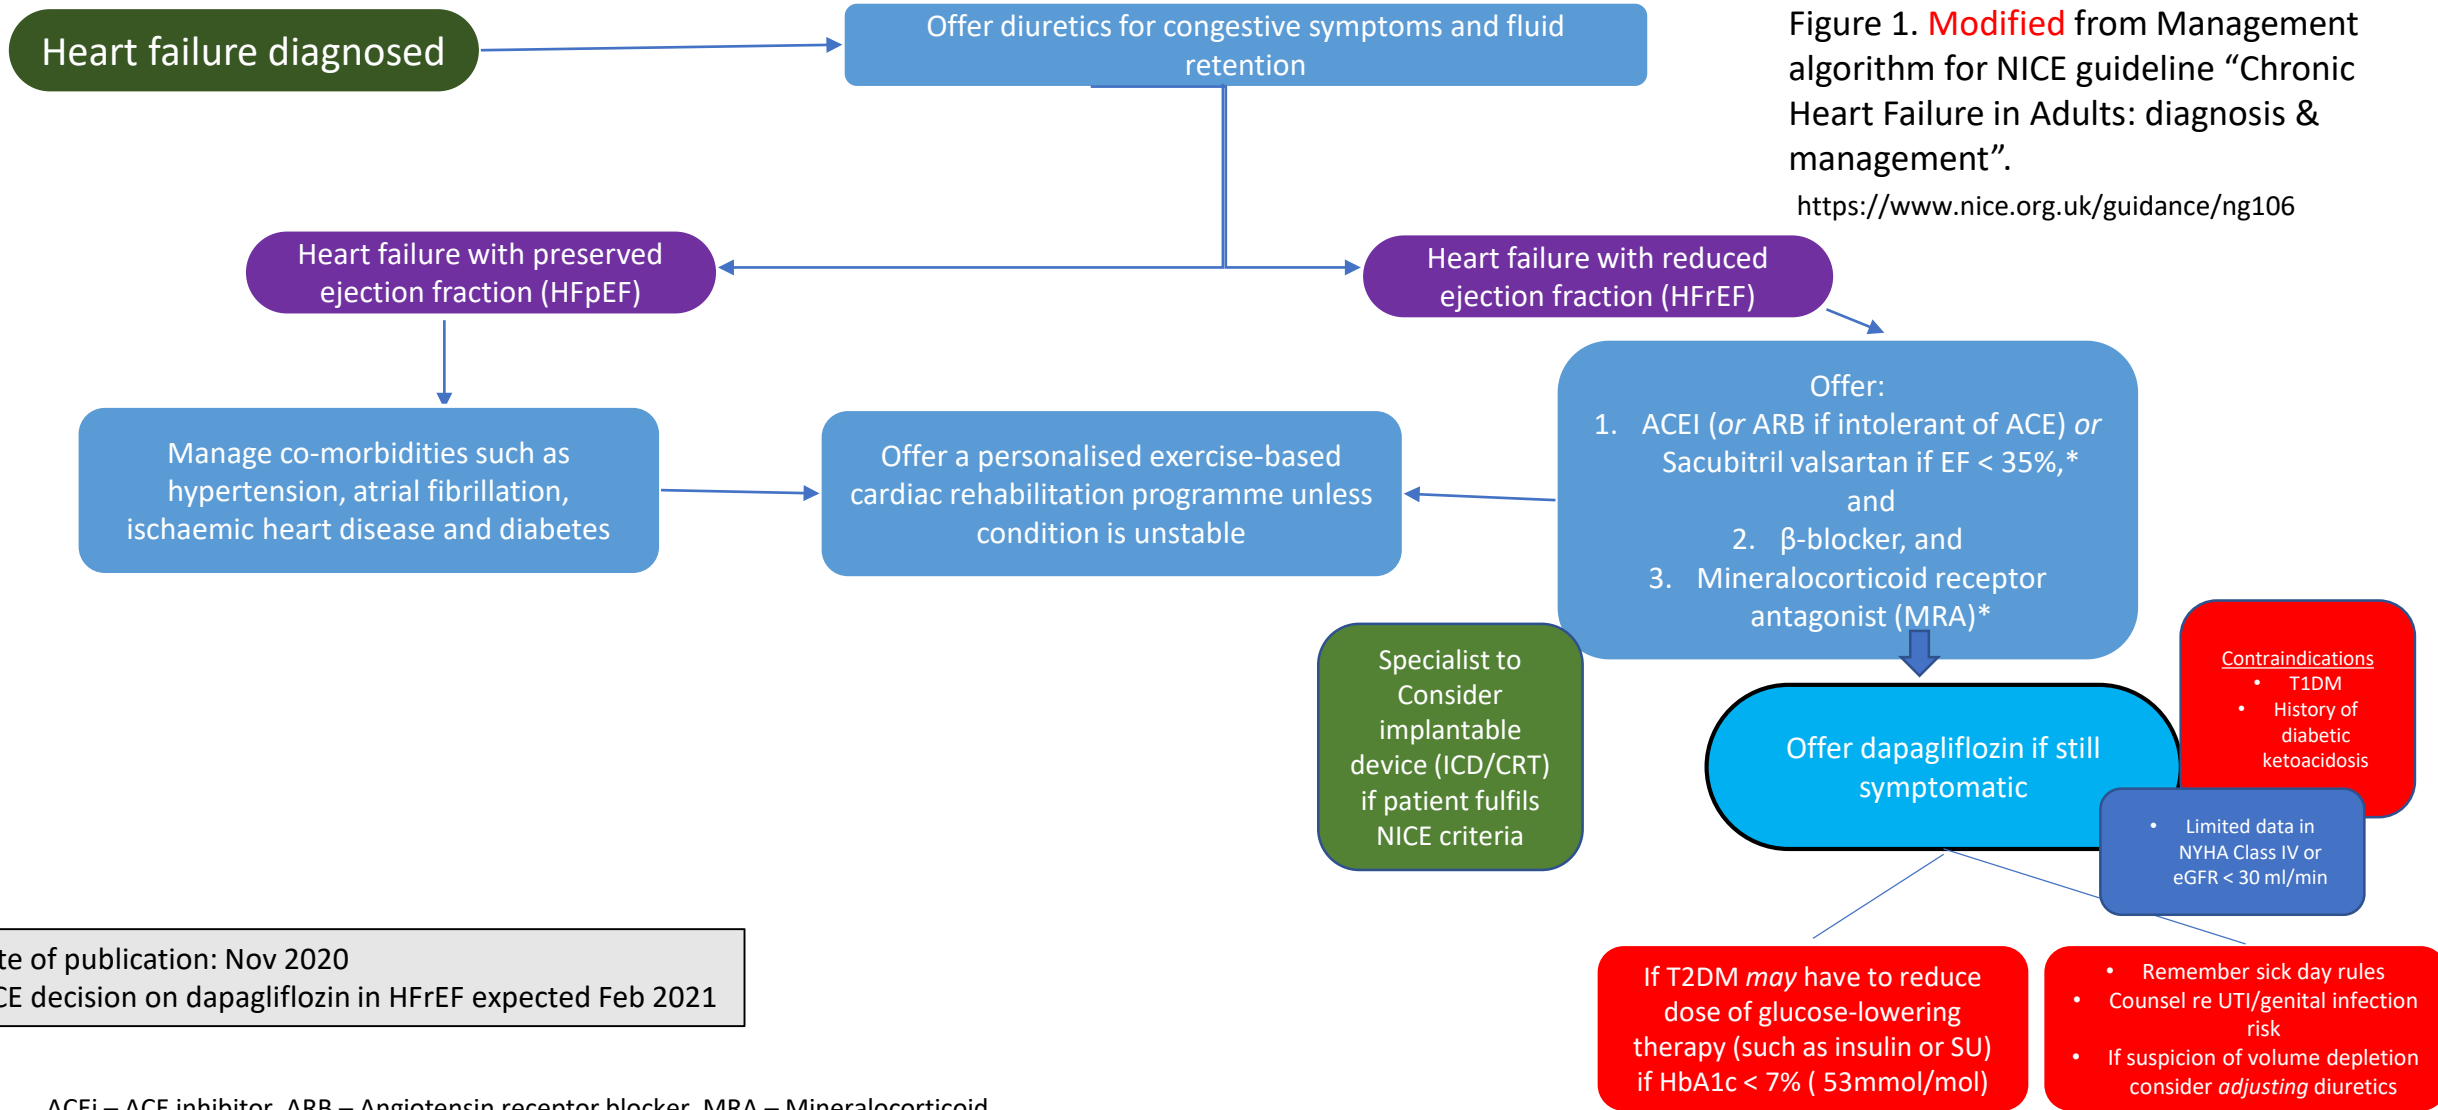 Heart failure diagnosed
Offer diuretics for congestive symptoms and fluid
retention
Figure 1. Modified from Management
algorithm for NICE guideline “Chronic
Heart Failure in Adults: diagnosis &
management”.
https://www.nice.org.uk/guidance/ng106
Heart failure with preserved
ejection fraction (HFpEF)
Heart failure with reduced
ejection fraction (HFrEF)
Manage co-morbidities such as
hypertension, atrial fibrillation,
ischaemic heart disease and diabetes
Offer a personalised exercise-based
cardiac rehabilitation programme unless
condition is unstable
Offer:
1. ACEI (or ARB if intolerant of ACE) or
Sacubitril valsartan if EF < 35%,*
and
2. β-blocker, and
3. Mineralocorticoid receptor
antagonist (MRA)*
Specialist to
Consider
implantable
device (ICD/CRT)
if patient fulfils
NICE criteria
Offer dapagliflozin if still
symptomatic
Contraindications
• T1DM
• History of
diabetic
ketoacidosis
• Limited data in
NYHA Class IV or
eGFR < 30 ml/min
If T2DM may have to reduce
dose of glucose-lowering
therapy (such as insulin or SU)
if HbA1c < 7% ( 53mmol/mol)
• Remember sick day rules
• Counsel re UTI/genital infection
risk
• If suspicion of volume depletion
consider adjusting diuretics
of publication: Nov 2020
decision on dapagliflozin in HFrEF expected Feb 2021
ACEi – ACE inhibitor, ARB – Angiotensin receptor blocker, MRA – Mineralocorticoid